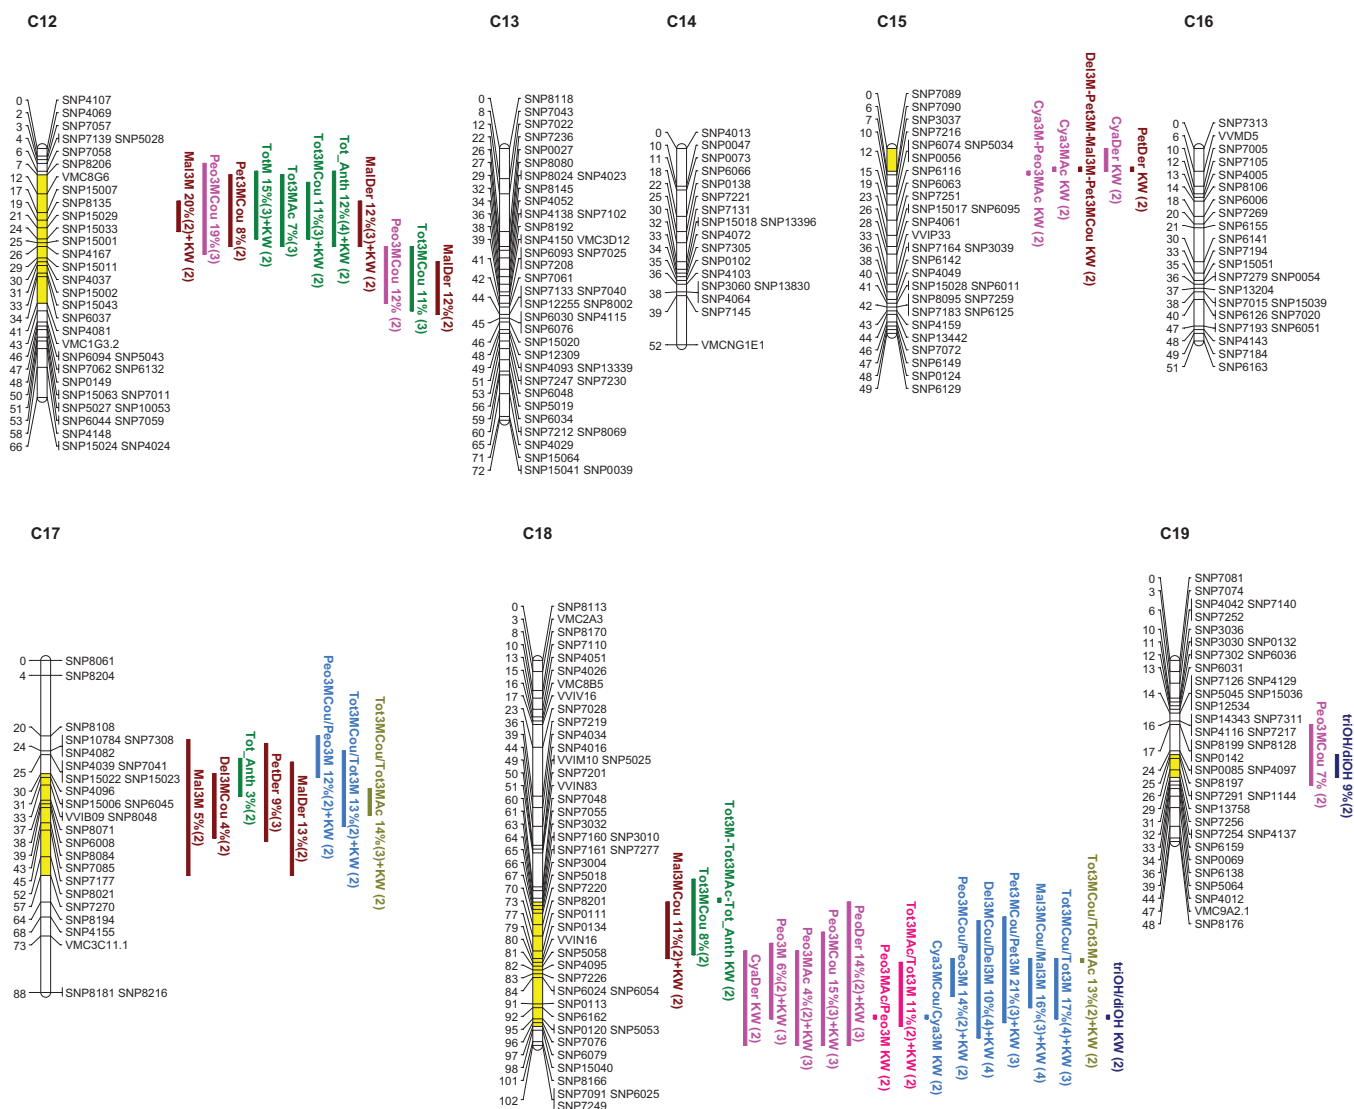 C12
0 SNP4107
2 SNP4069
3 SNP7057
4 SNP7139 SNP5028
6 SNP7058
7 SNP8206
12 VMC8G6
17 SNP15007
19 SNP8135
21 SNP15029
24 SNP15033
25 SNP15001
26 SNP4167
29 SNP15011
30 SNP4037
31 SNP15002
33 SNP15043
34 SNP6037
41 SNP4081
43 VMC1G3.2
46 SNP6094 SNP5043
47 SNP7062 SNP6132
48 SNP0149
50 SNP15063 SNP7011
51 SNP5027 SNP10053
53 SNP6044 SNP7059
58 SNP4148
66 SNP15024 SNP4024
Mal3M 20%(2)+KW (2)
Peo3MCou 19%(3)
Pet3MCou 8%(2)
TotM 15%(3)+KW (2)
Tot3MAc 7%(3)
Tot3MCou 11%(3)+KW (2)
Tot_Anth 12%(4)+KW (2)
MalDer 12%(3)+KW (2)
Peo3MCou 12% (2)
Tot3MCou 11% (3)
MalDer 12%(2)
C13
0 SNP8118
8 SNP7043
12 SNP7022
22 SNP7236
26 SNP0027
27 SNP8080
29 SNP8024 SNP4023
32 SNP8145
34 SNP4052
36 SNP4138 SNP7102
38 SNP8192
39 SNP4150 VMC3D12
SNP6093 SNP7025
41 SNP7208
42 SNP7061
SNP7133 SNP7040
44 SNP12255 SNP8002
SNP6030 SNP4115
45 SNP6076
46 SNP15020
48 SNP12309
49 SNP4093 SNP13339
51 SNP7247 SNP7230
53 SNP6048
56 SNP5019
59 SNP6034
60 SNP7212 SNP8069
65 SNP4029
71 SNP15064
72 SNP15041 SNP0039
C14
0 SNP4013
10 SNP0047
11 SNP0073
18 SNP6066
22 SNP0138
25 SNP7221
30 SNP7131
32 SNP15018 SNP13396
33 SNP4072
34 SNP7305
35 SNP0102
36 SNP4103
SNP3060 SNP13830
38 SNP4064
39 SNP7145
52 VMCNG1E1
C15
0 SNP7089
6 SNP7090
7 SNP3037
10 SNP7216
SNP6074 SNP5034
12 SNP0056
15 SNP6116
19 SNP6063
23 SNP7251
26 SNP15017 SNP6095
28 SNP4061
33 VVIP33
36 SNP7164 SNP3039
38 SNP6142
40 SNP4049
41 SNP15028 SNP6011
SNP8095 SNP7259
42 SNP7183 SNP6125
43 SNP4159
44 SNP13442
46 SNP7072
47 SNP6149
48 SNP0124
49 SNP6129
Cya3M-Peo3MAc KW (2)
Cya3MAc KW (2)
Del3M-Pet3M-Mal3M-Pet3MCou KW (2)
CyaDer KW (2)
PetDer KW (2)
C16
0 SNP7313
6 VVMD5
10 SNP7005
12 SNP7105
13 SNP4005
14 SNP8106
18 SNP6006
20 SNP7269
21 SNP6155
30 SNP6141
33 SNP7194
35 SNP15051
36 SNP7279 SNP0054
37 SNP13204
38 SNP7015 SNP15039
40 SNP6126 SNP7020
47 SNP7193 SNP6051
48 SNP4143
49 SNP7184
51 SNP6163
C17
0 SNP8061
4 SNP8204
20 SNP8108
SNP10784 SNP7308
24 SNP4082
SNP4039 SNP7041
25 SNP15022 SNP15023
30 SNP4096
31 SNP15006 SNP6045
33 VVIB09 SNP8048
37 SNP8071
38 SNP6008
39 SNP8084
43 SNP7085
45 SNP7177
52 SNP8021
57 SNP7270
64 SNP8194
68 SNP4155
73 VMC3C11.1
88 SNP8181 SNP8216
Mal3M 5%(2)
Del3MCou 4%(2)
Tot_Anth 3%(2)
PetDer 9%(3)
MalDer 13%(2)
Peo3MCou/Peo3M 12%(2)+KW (2)
Tot3MCou/Tot3M 13%(2)+KW (2)
Tot3MCou/Tot3MAc 14%(3)+KW (2)
C18
0 SNP8113
3 VMC2A3
8 SNP8170
10 SNP7110
13 SNP4051
15 SNP4026
16 VMC8B5
17 VVIV16
23 SNP7028
36 SNP7219
39 SNP4034
44 SNP4016
49 VVIM10 SNP5025
50 SNP7201
51 VVIN83
60 SNP7048
61 SNP7055
63 SNP3032
64 SNP7160 SNP3010
65 SNP7161 SNP7277
66 SNP3004
67 SNP5018
70 SNP7220
73 SNP8201
77 SNP0111
79 SNP0134
80 VVIN16
81 SNP5058
82 SNP4095
83 SNP7226
84 SNP6024 SNP6054
91 SNP0113
92 SNP6162
95 SNP0120 SNP5053
96 SNP7076
97 SNP6079
98 SNP15040
101 SNP8166
SNP7091 SNP6025
102 SNP7249
Mal3MCou 11%(2)+KW (2)
Tot3MCou 8%(2)
Tot3M-Tot3MAc-Tot_Anth KW (2)
CyaDer KW (2)
Peo3M 6%(2)+KW (3)
Peo3MAc 4%(2)+KW (3)
Peo3MCou 15%(3)+KW (3)
PeoDer 14%(2)+KW (3)
Peo3MAc/Peo3M KW (2)
Tot3MAc/Tot3M 11%(2)+KW (2)
Cya3MCou/Cya3M KW (2)
Peo3MCou/Peo3M 14%(2)+KW (2)
Del3MCou/Del3M 10%(4)+KW (4)
Pet3MCou/Pet3M 21%(3)+KW (3)
Mal3MCou/Mal3M 16%(3)+KW (4)
Tot3MCou/Tot3M 17%(4)+KW (3)
Tot3MCou/Tot3MAc 13%(2)+KW (2)
triOH/diOH KW (2)
C19
0 SNP7081
3 SNP7074
SNP4042 SNP7140
6 SNP7252
10 SNP3036
11 SNP3030 SNP0132
12 SNP7302 SNP6036
13 SNP6031
SNP7126 SNP4129
14 SNP5045 SNP15036
SNP12534
SNP14343 SNP7311
16 SNP4116 SNP7217
SNP8199 SNP8128
17 SNP0142
24 SNP0085 SNP4097
25 SNP8197
26 SNP7291 SNP1144
29 SNP13758
31 SNP7256
32 SNP7254 SNP4137
33 SNP6159
34 SNP0069
36 SNP6138
39 SNP5064
44 SNP4012
47 VMC9A2.1
48 SNP8176
Peo3MCou 7% (2)
triOH/diOH 9%(2)